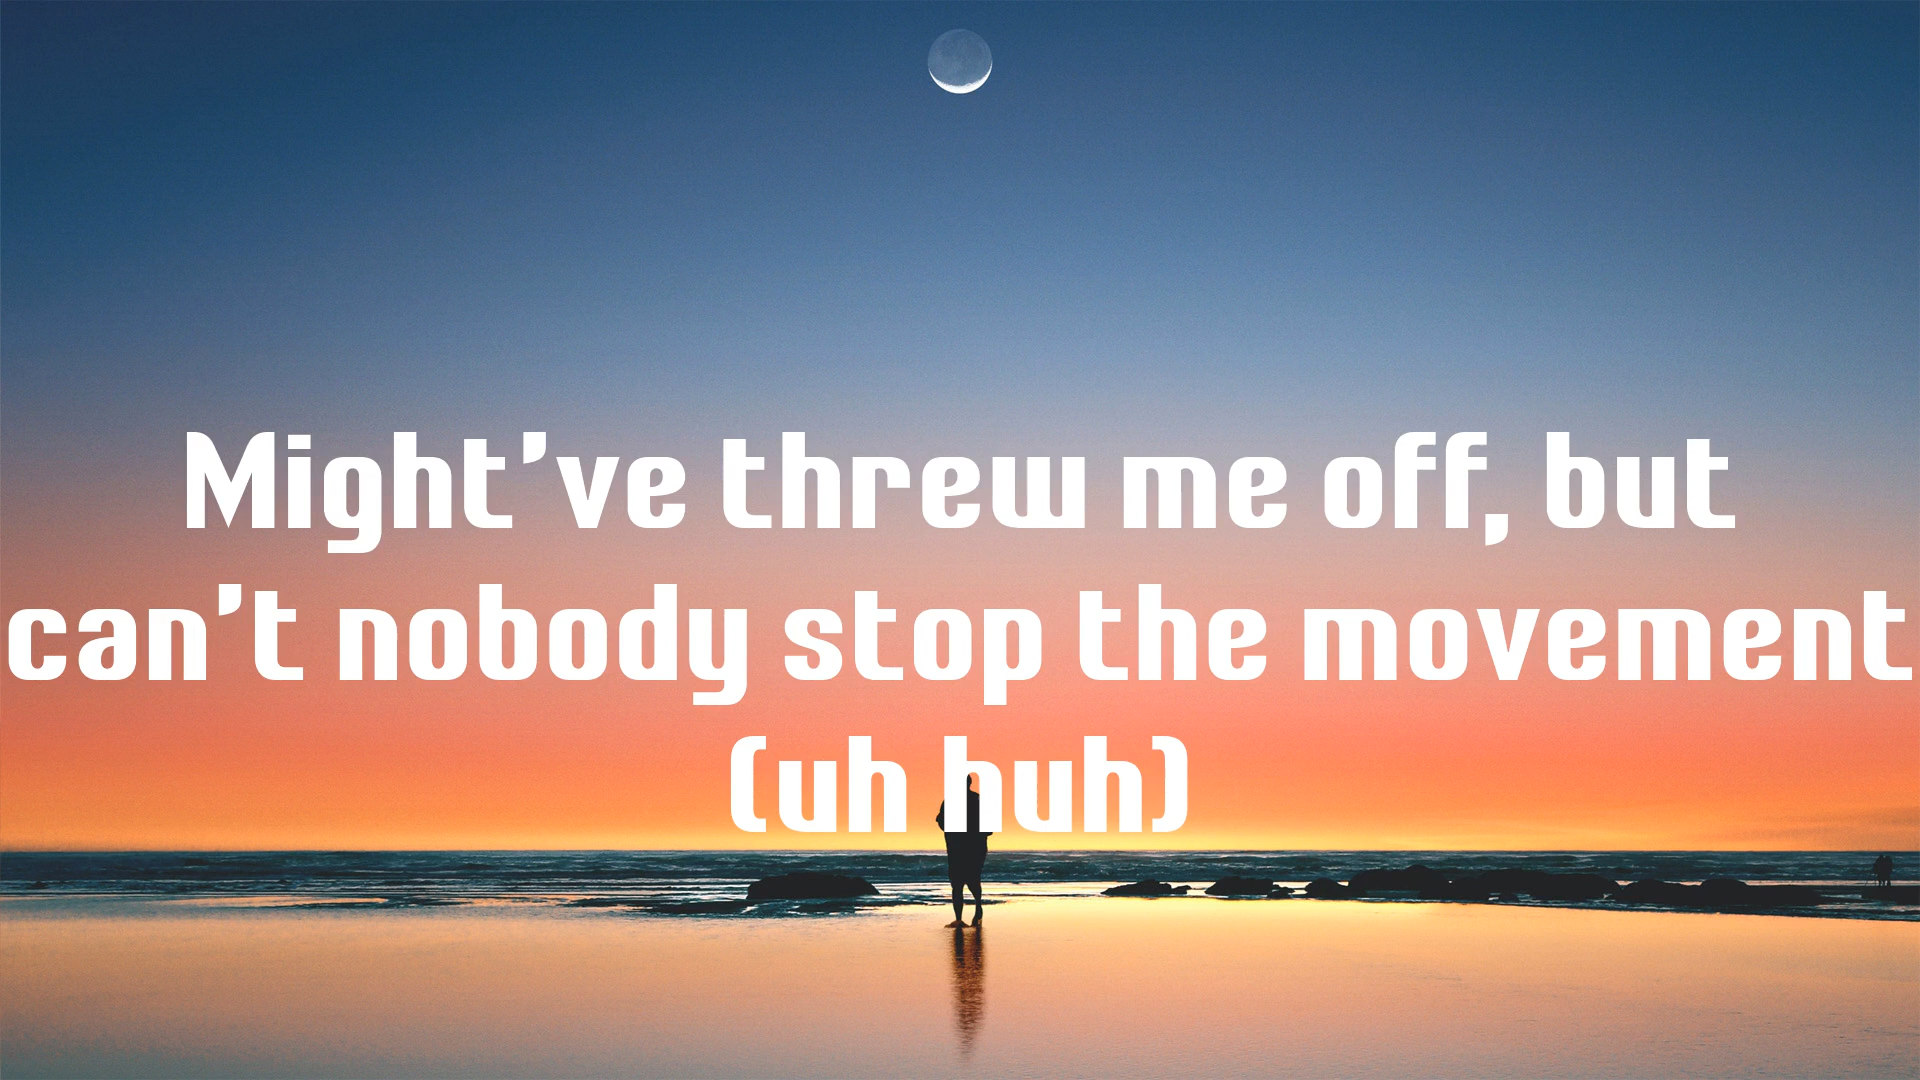 Might've threw me off, but
can't nobody stop the movement
(uh huh)